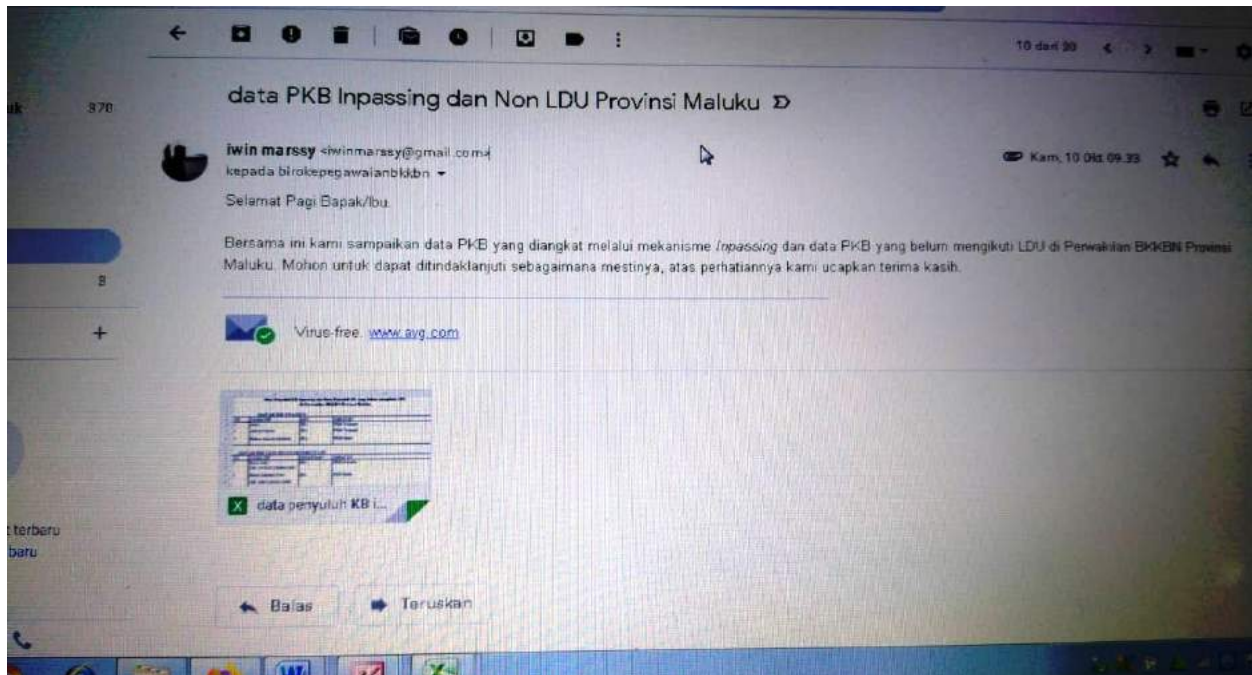 10 dari 90
data PKB Inpassing dan Non LDU Provinsi Maluku
uk 370
iwin marssy <iwinmarssy@gmail.com>
Kam, 10 Okt 09.33
kepada birokepegawaianbkkbn
Selamat Pagi Bapak/Ibu.
Bersama ini kami sampaikan data PKB yang diangkat melalui mekanisme Inpassing dan data PKB yang belum mengikuti LDU di Perwakilan BKKBN Provinsi
Maluku. Mohon untuk dapat ditindaklanjuti sebagaimana mestinya, atas perhatiannya kami ucapkan terima kasih.
+
Virus-free. www.avg.com
X data penyuluh KB i...
t terbaru
baru
Balas Teruskan